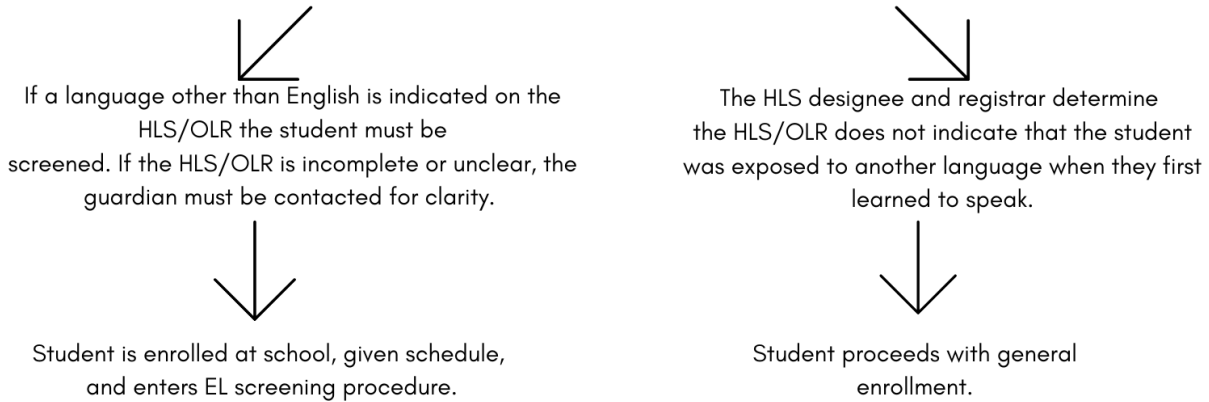 If a language other than English is indicated on the
HLS/OLR the student must be
screened. If the HLS/OLR is incomplete or unclear, the
guardian must be contacted for clarity.
The HLS designee and registrar determine
the HLS/OLR does not indicate that the student
was exposed to another language when they first
learned to speak.
Student is enrolled at school, given schedule,
and enters EL screening procedure.
Student proceeds with general
enrollment.